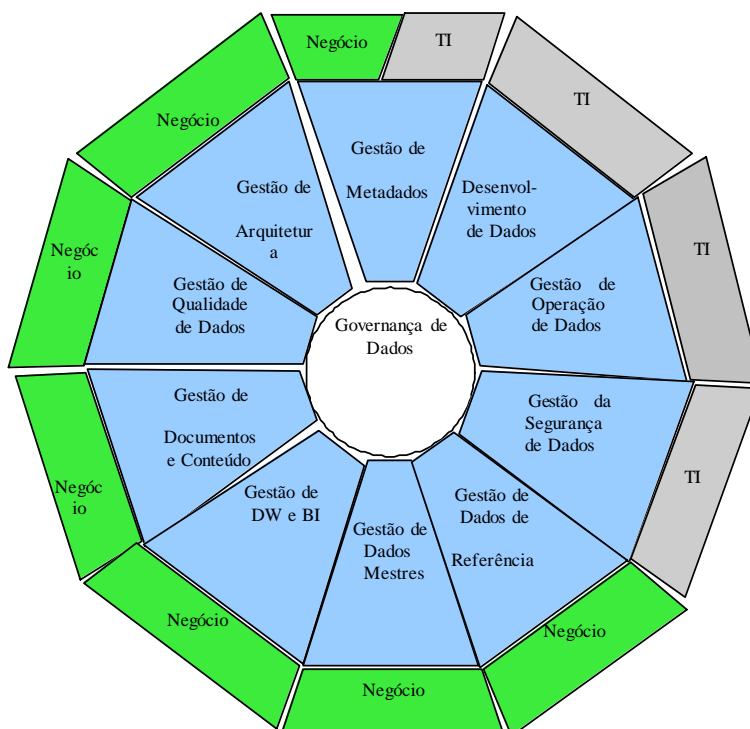 Negócio
TI
Negócio
TI
Gestão de
Metadados
Gestão de
Arquitetur
a
Desenvol-
vimento
de Dados
Negóc
io
TI
Gestão de
Qualidade
de Dados
Gestão de
Operação
de Dados
Governança de
Dados
Gestão de
Documentos
e Conteúdo
Gestão da
Segurança
de Dados
Negóc
io
TI
Gestão de
DW e BI
Gestão de
Dados
Mestres
Gestão de
Dados de
Referência
Negócio
Negócio
Negócio